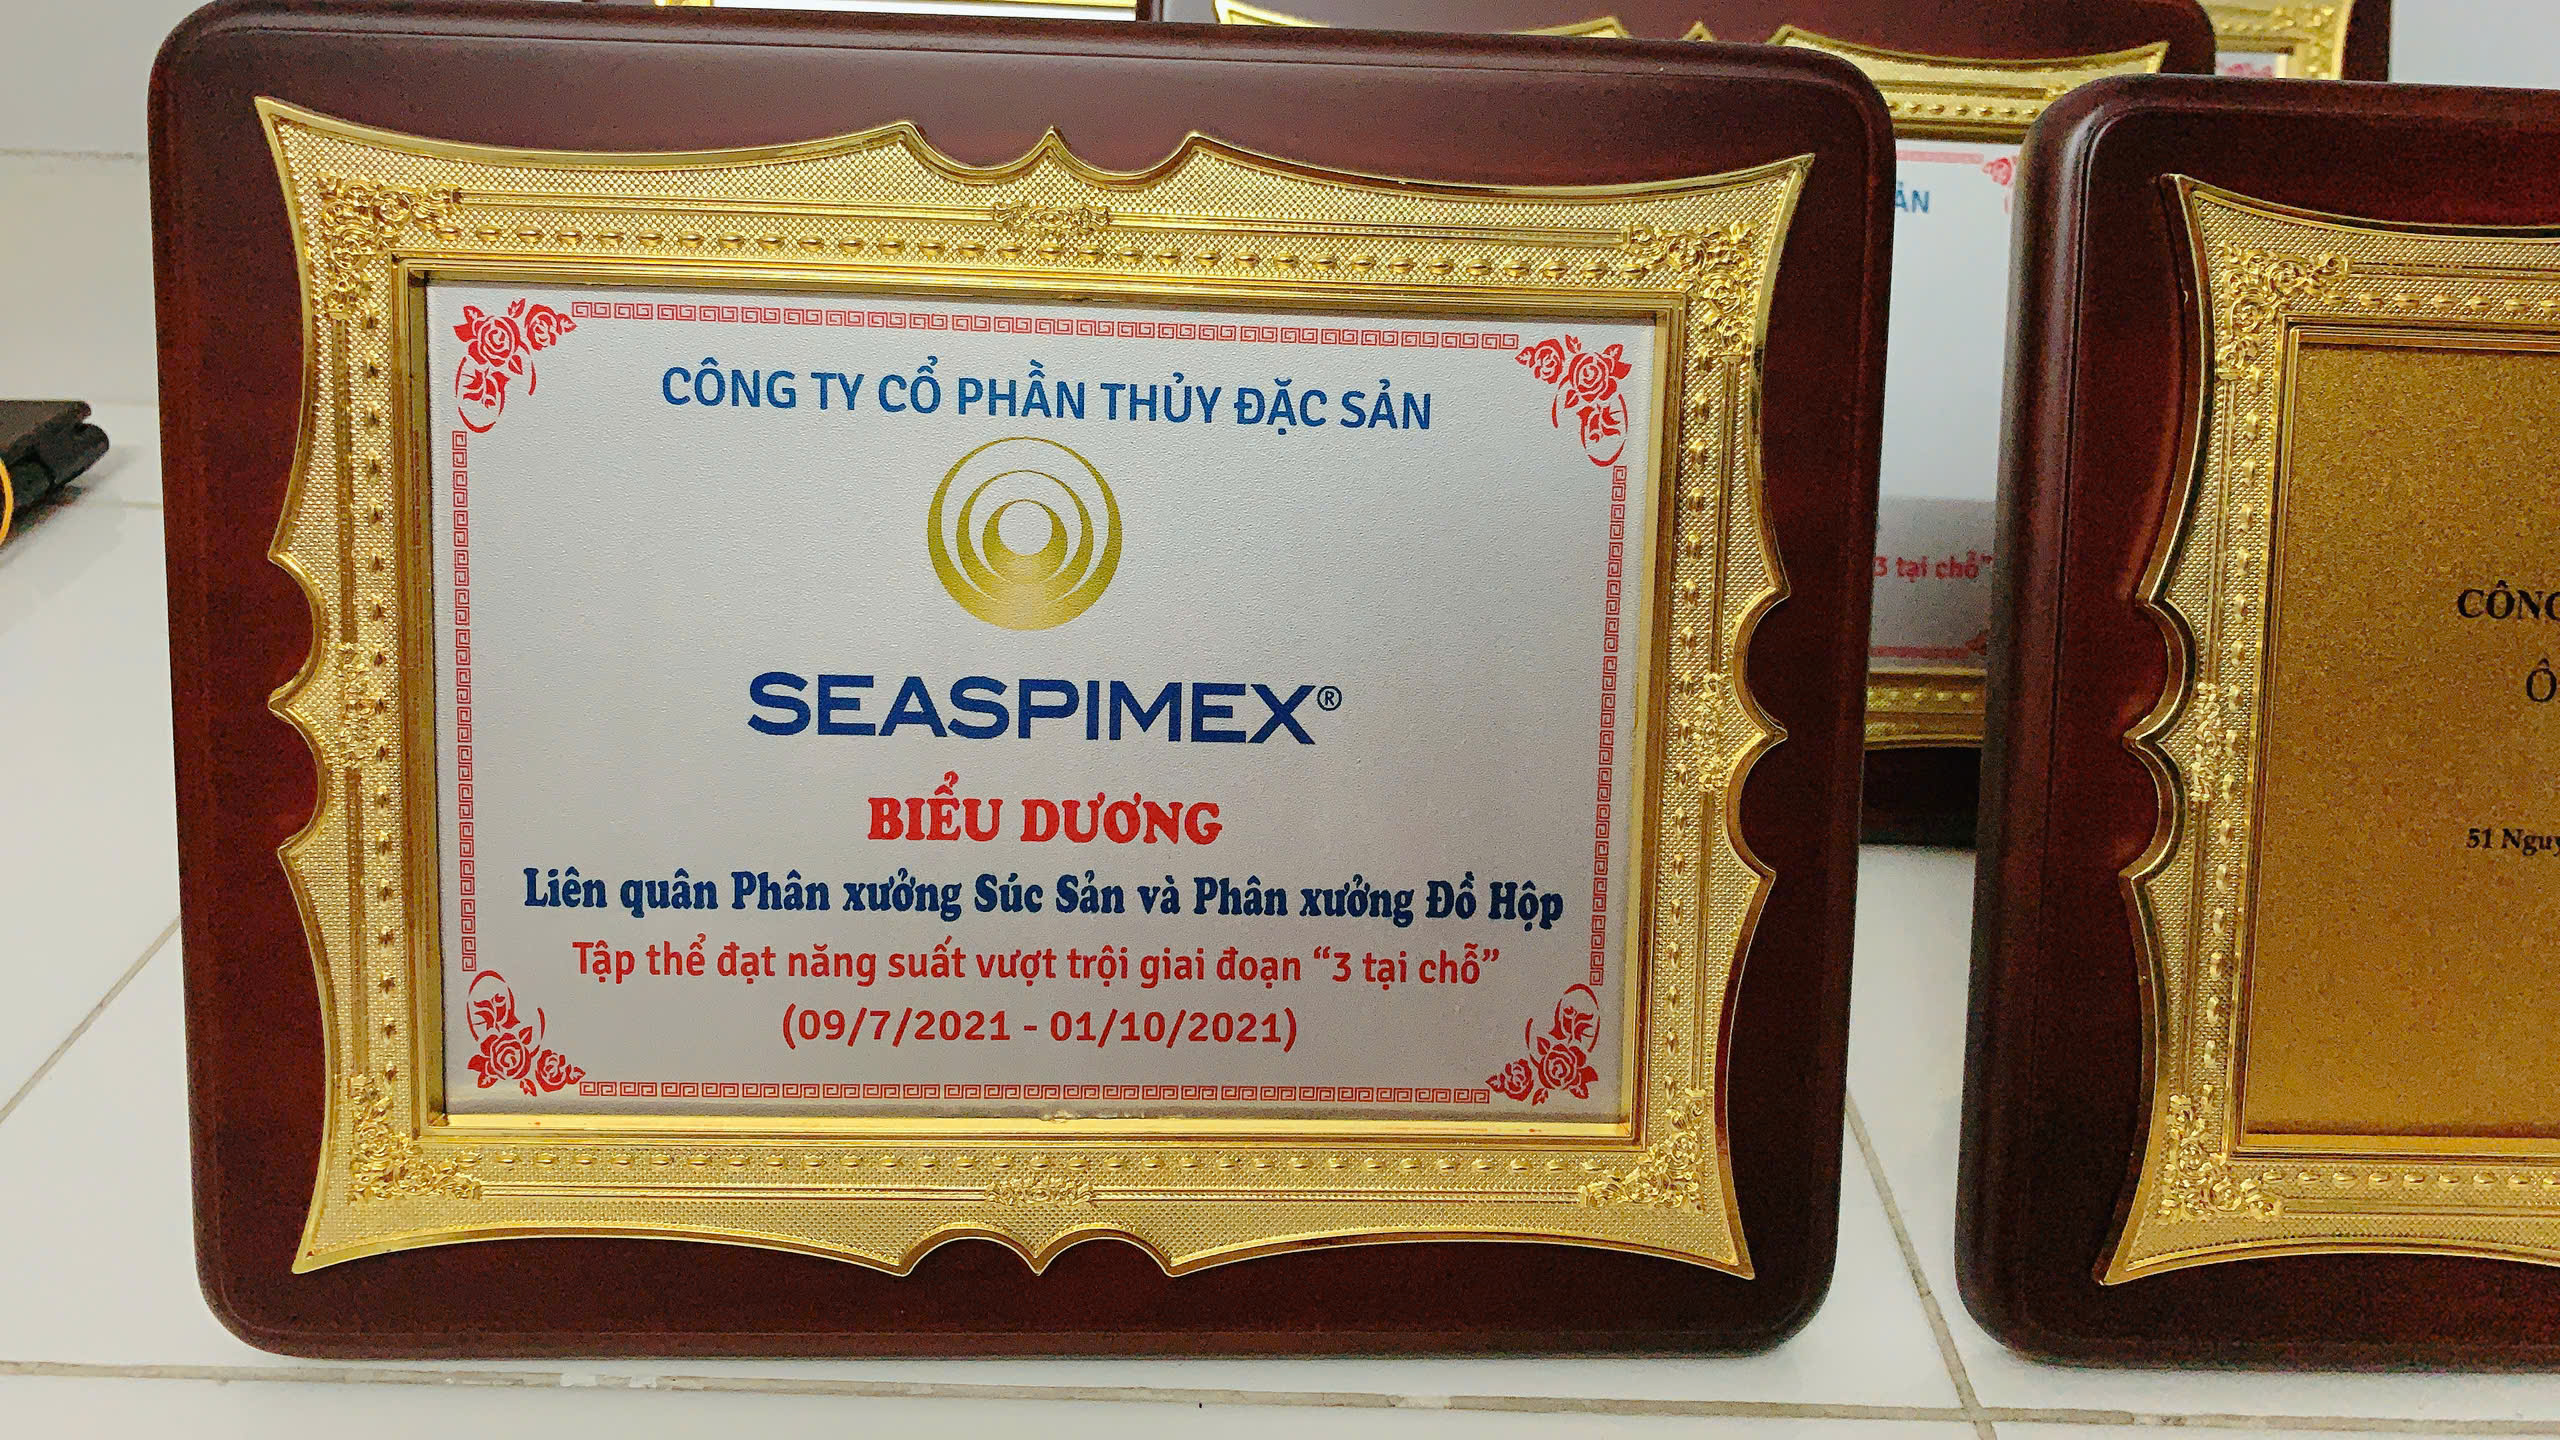 CÔNG TY CỔ PHẦN THỦY ĐẶC SẢN
SEASPIMEX®
BIỂU DƯƠNG
Liên quân Phân xưởng Súc Sản và Phân xưởng Đồ Hộp
Tập thể đạt năng suất vượt trội giai đoạn “3 tại chỗ”
(09/7/2021 - 01/10/2021)
3 tại chỗ”
CÔNG
51